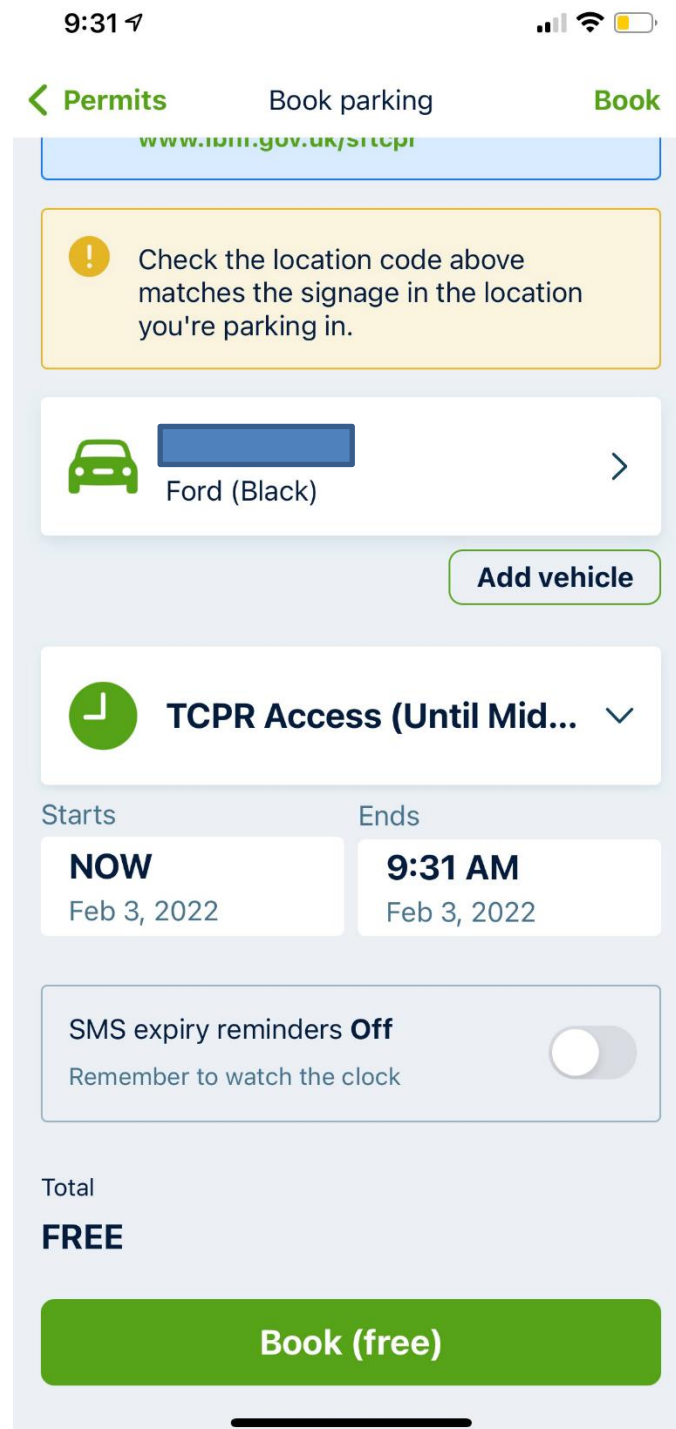 9:31
Permits
Book parking
Book
Check the location code above
matches the signage in the location
you're parking in.
Ford (Black)
Add vehicle
TCPR Access (Until Mid...
Starts
Ends
NOW
9:31 AM
Feb 3, 2022
Feb 3, 2022
SMS expiry reminders Off
Remember to watch the clock
Total
FREE
Book (free)